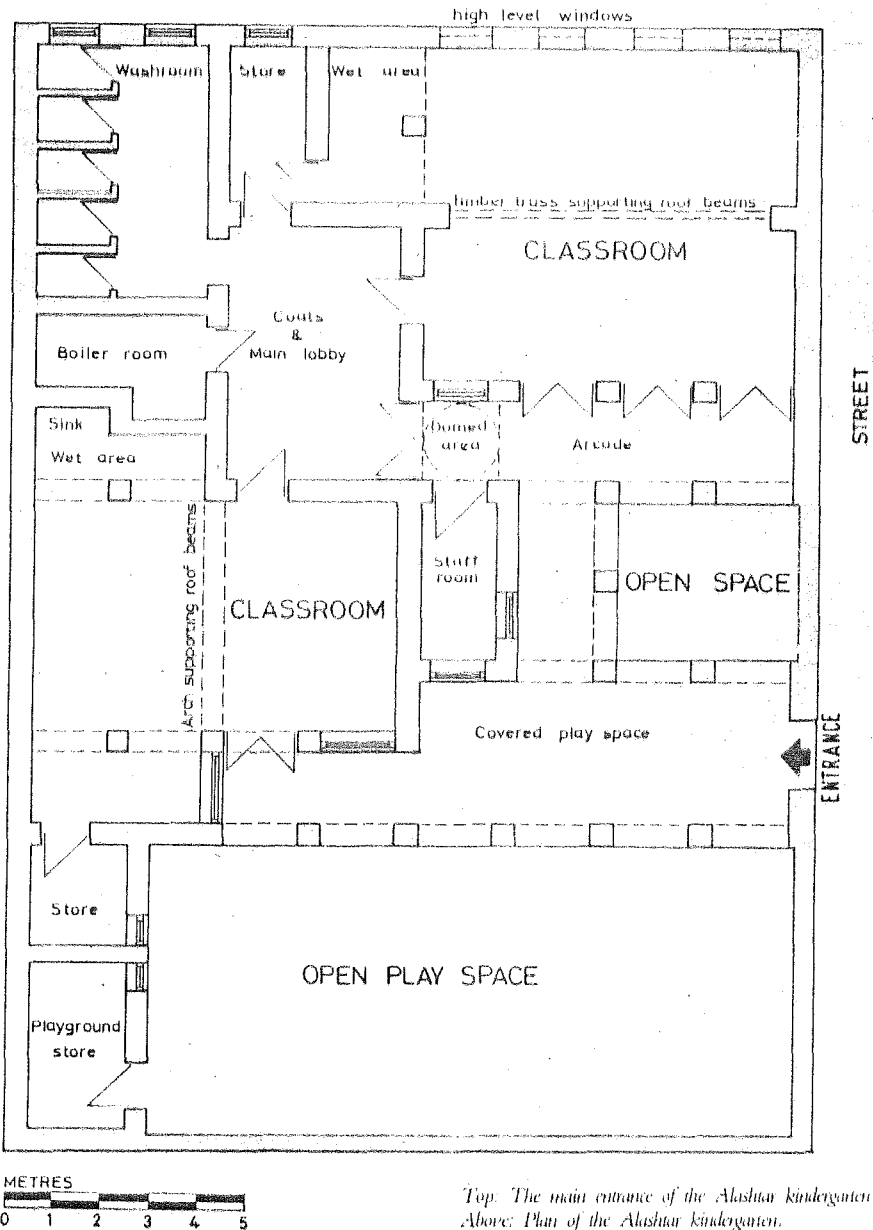 high level windows
Washroom
Store
Wet area
timber truss supporting roof beams
CLASSROOM
Coats
&
Main lobby
Boiler room
STREET
Sink
Wet area
Domed
area
Arcade
Arch supporting roof beams
Staff
room
OPEN SPACE
CLASSROOM
Covered play space
ENTRANCE
Store
OPEN PLAY SPACE
Playground
store
METRES
0 1 2 3 4 5
Top: The main entrance of the Alashtar kindergarten
Above: Plan of the Alashtar kindergarten.